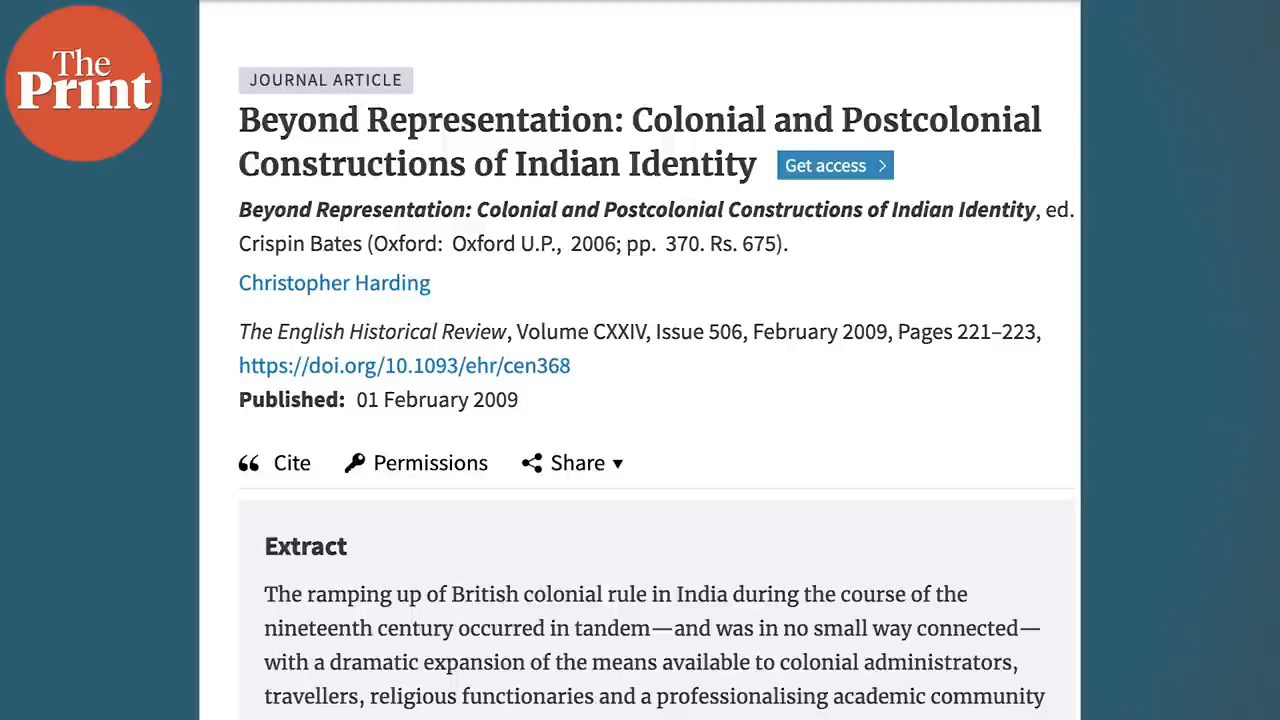 The
Print
JOURNAL ARTICLE
Beyond Representation: Colonial and Postcolonial
Constructions of Indian Identity
Get access
Beyond Representation: Colonial and Postcolonial Constructions of Indian Identity, ed.
Crispin Bates (Oxford: Oxford U.P., 2006; pp. 370. Rs. 675).
Christopher Harding
The English Historical Review, Volume CXXIV, Issue 506, February 2009, Pages 221–223,
https://doi.org/10.1093/ehr/cen368
Published: 01 February 2009
Cite Permissions Share
Extract
The ramping up of British colonial rule in India during the course of the
nineteenth century occurred in tandem—and was in no small way connected—
with a dramatic expansion of the means available to colonial administrators,
travellers, religious functionaries and a professionalising academic community